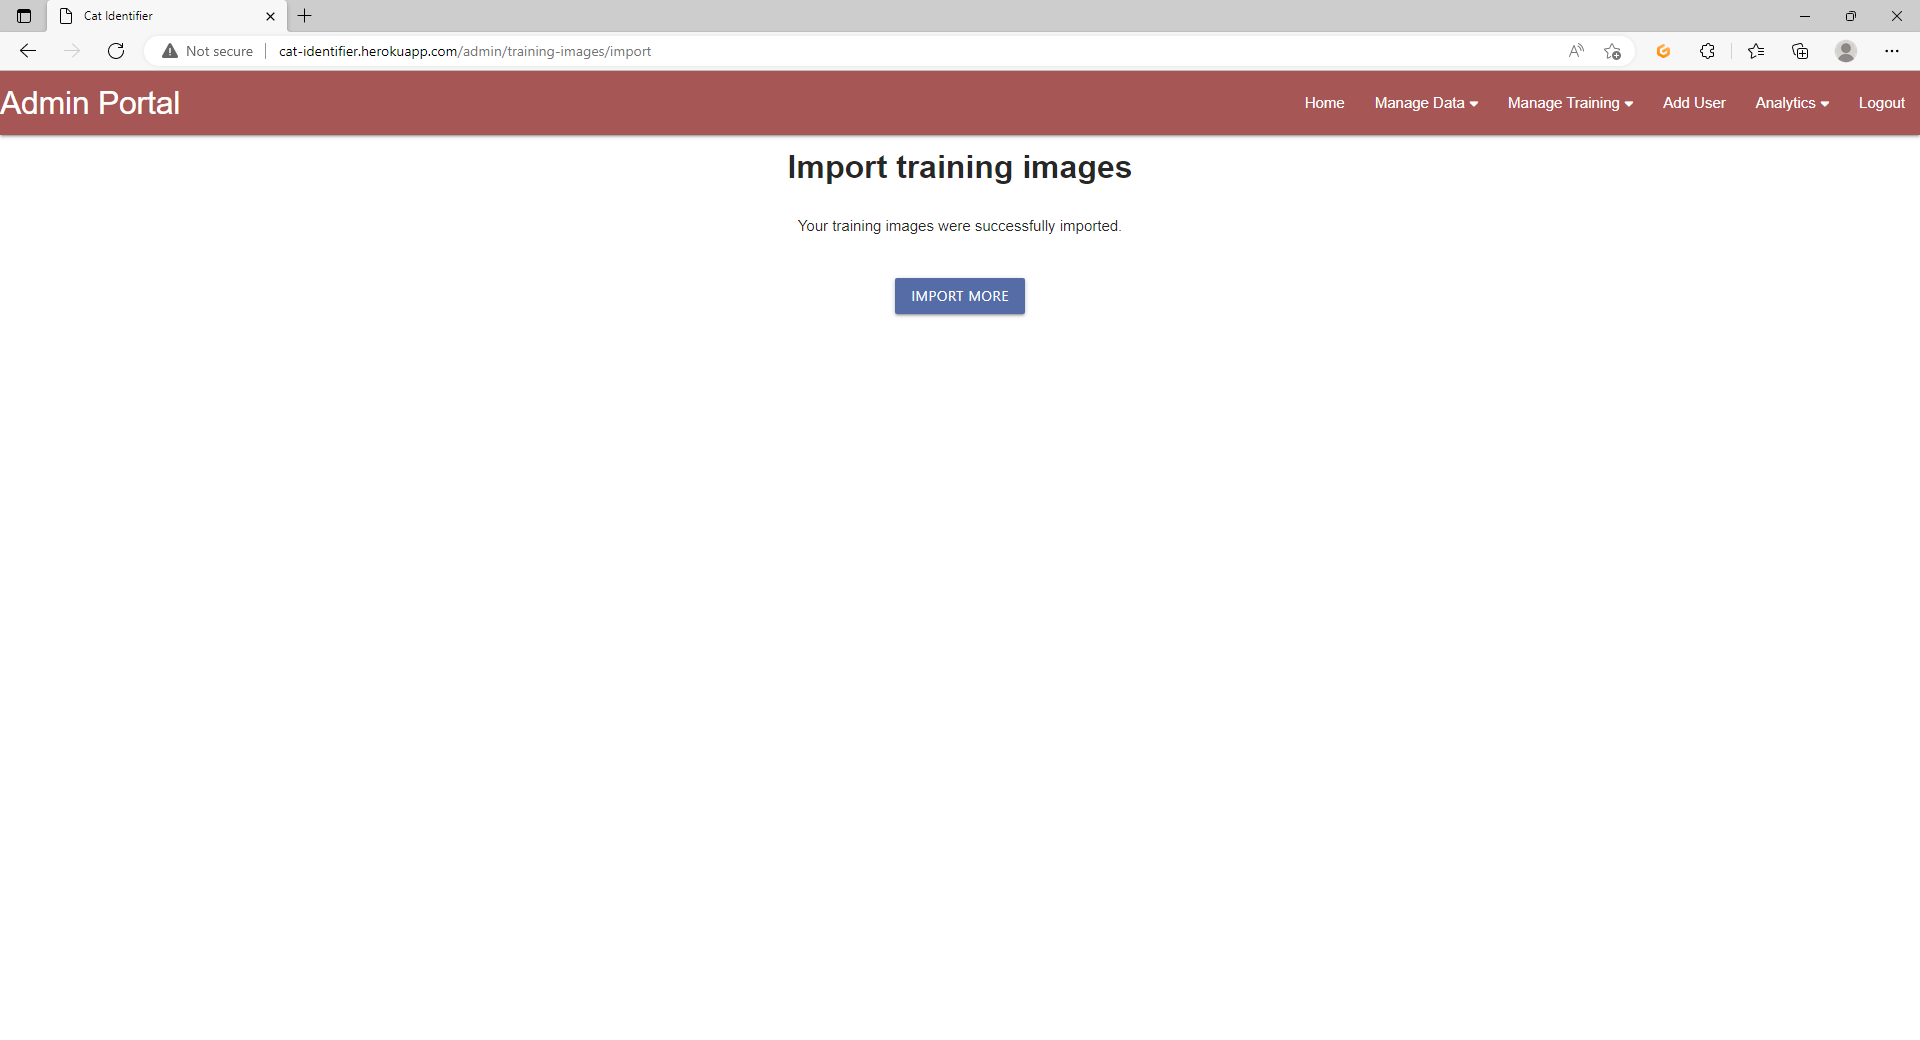 Cat Identifier
Not secure
cat-identifier.herokuapp.com/admin/training-images/import
Admin Portal
Home
Manage Data
Manage Training
Add User
Analytics
Logout
Import training images
Your training images were successfully imported.
IMPORT MORE